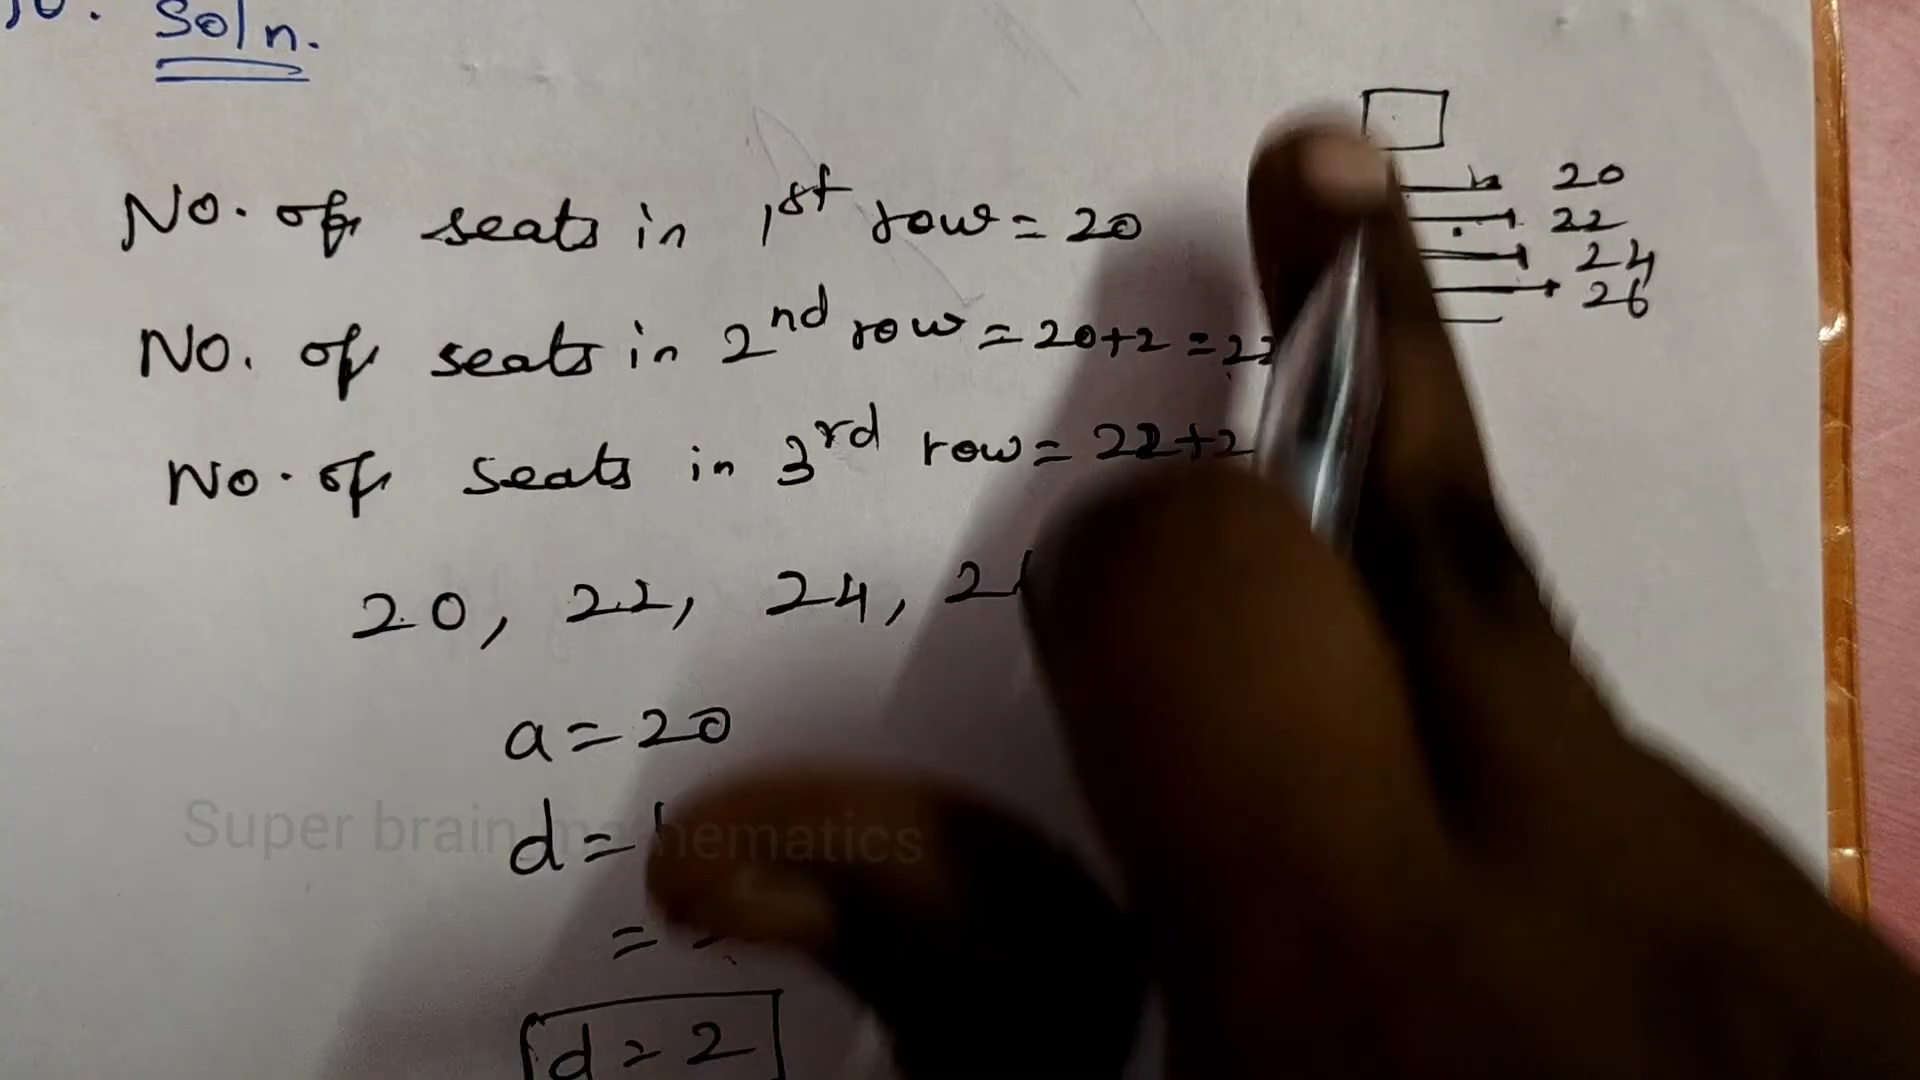 Soln.
No. of seats in 1st row = 20
No. of seats in 2nd row = 20+2 = 22
No. of seats in 3rd row = 22+2
20, 22, 24,
a = 20
d =
=
d = 2
20
22
24
26
Super brain mathematics